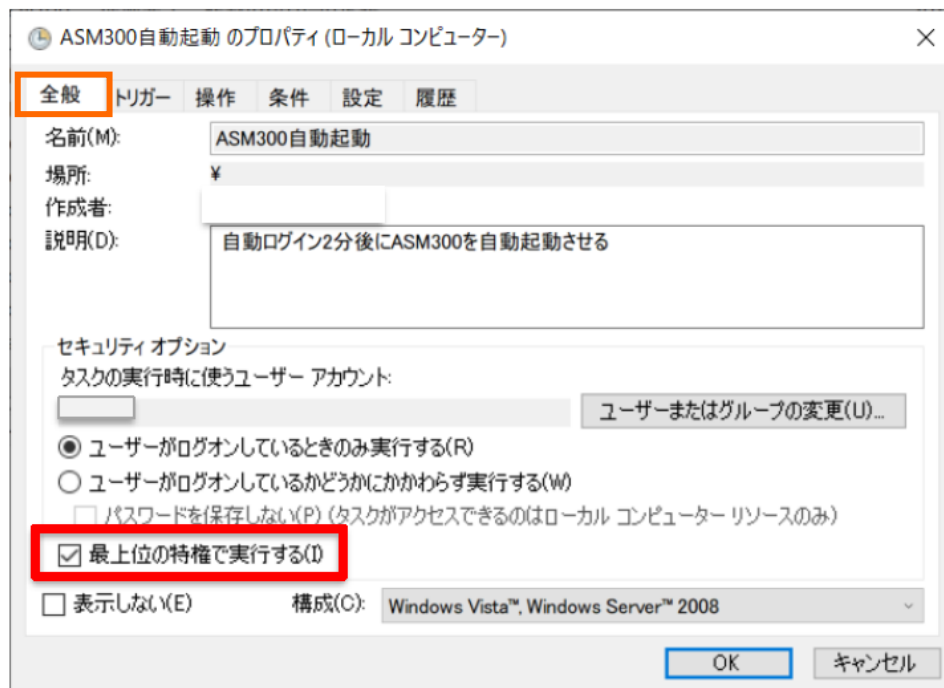 ASM300自動起動 のプロパティ (ローカル コンピューター)
全般 トリガー 操作 条件 設定 履歴
名前(M): ASM300自動起動
場所: ¥
作成者:
説明(D): 自動ログイン2分後にASM300を自動起動させる
セキュリティ オプション
タスクの実行時に使うユーザー アカウント:
ユーザーまたはグループの変更(U)...
ユーザーがログオンしているときのみ実行する(R)
ユーザーがログオンしているかどうかにかかわらず実行する(W)
パスワードを保存しない(P) (タスクがアクセスできるのはローカル コンピューター リソースのみ)
最上位の特権で実行する(I)
表示しない(E) 構成(C): Windows Vista™, Windows Server™ 2008
OK キャンセル